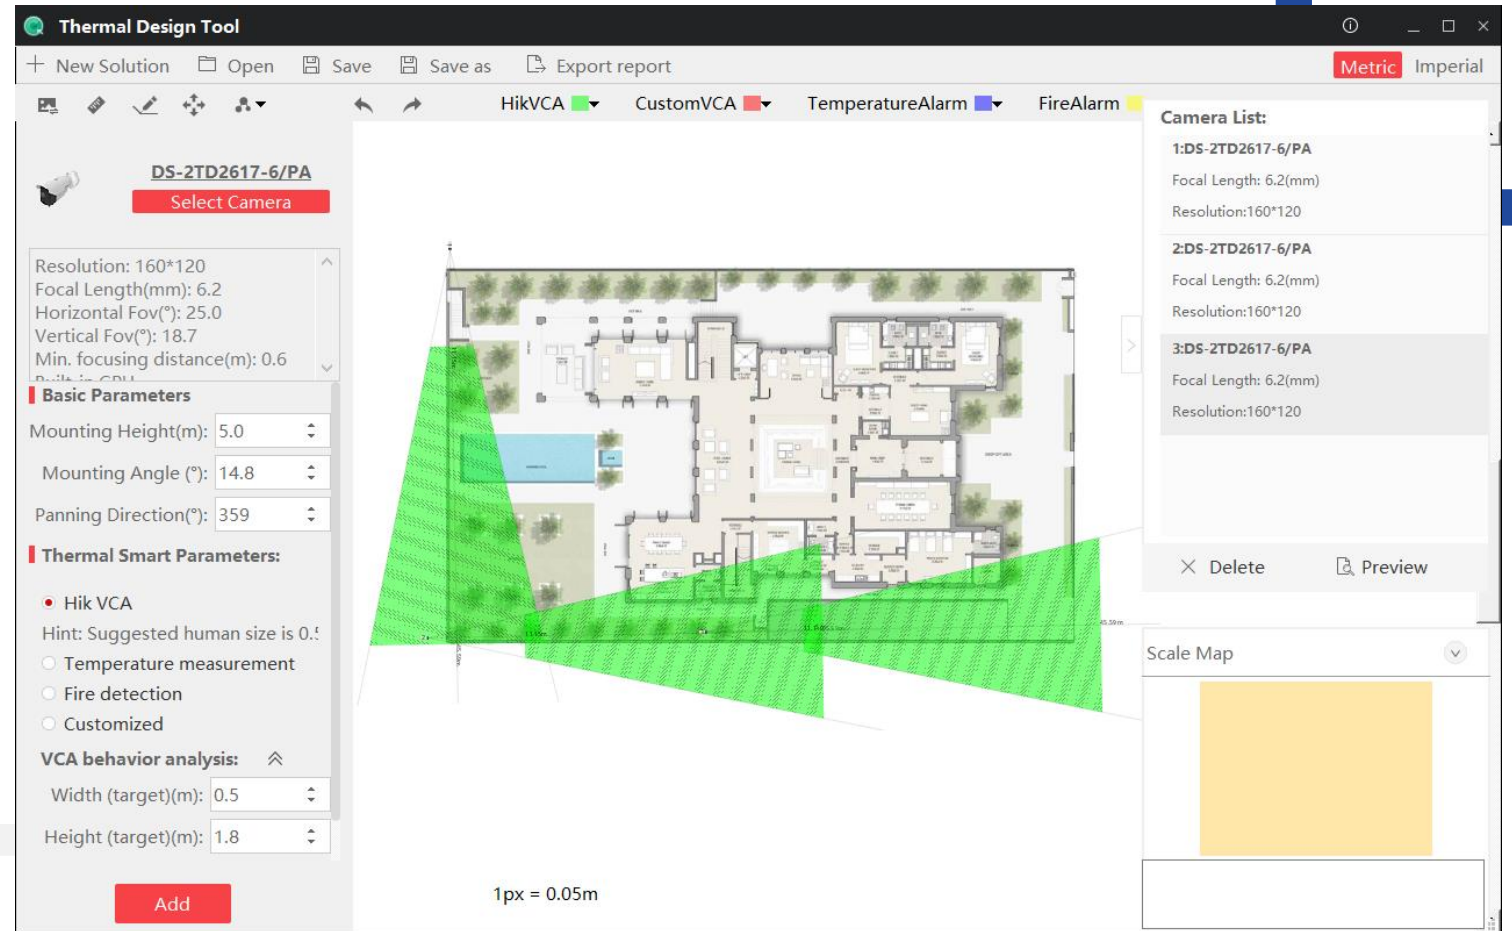 Thermal Design Tool
New Solution Open Save Save as Export report Metric Imperial
HikVCA CustomVCA TemperatureAlarm FireAlarm
DS-2TD2617-6/PA
Select Camera
Resolution: 160*120
Focal Length(mm): 6.2
Horizontal Fov(°): 25.0
Vertical Fov(°): 18.7
Min. focusing distance(m): 0.6
Basic Parameters
Mounting Height(m): 5.0
Mounting Angle (°): 14.8
Panning Direction(°): 359
Thermal Smart Parameters:
Hik VCA
Hint: Suggested human size is 0.5
Temperature measurement
Fire detection
Customized
VCA behavior analysis:
Width (target)(m): 0.5
Height (target)(m): 1.8
Add
45.59m
1px = 0.05m
Camera List:
1:DS-2TD2617-6/PA
Focal Length: 6.2(mm)
Resolution:160*120
2:DS-2TD2617-6/PA
Focal Length: 6.2(mm)
Resolution:160*120
3:DS-2TD2617-6/PA
Focal Length: 6.2(mm)
Resolution:160*120
Delete Preview
Scale Map